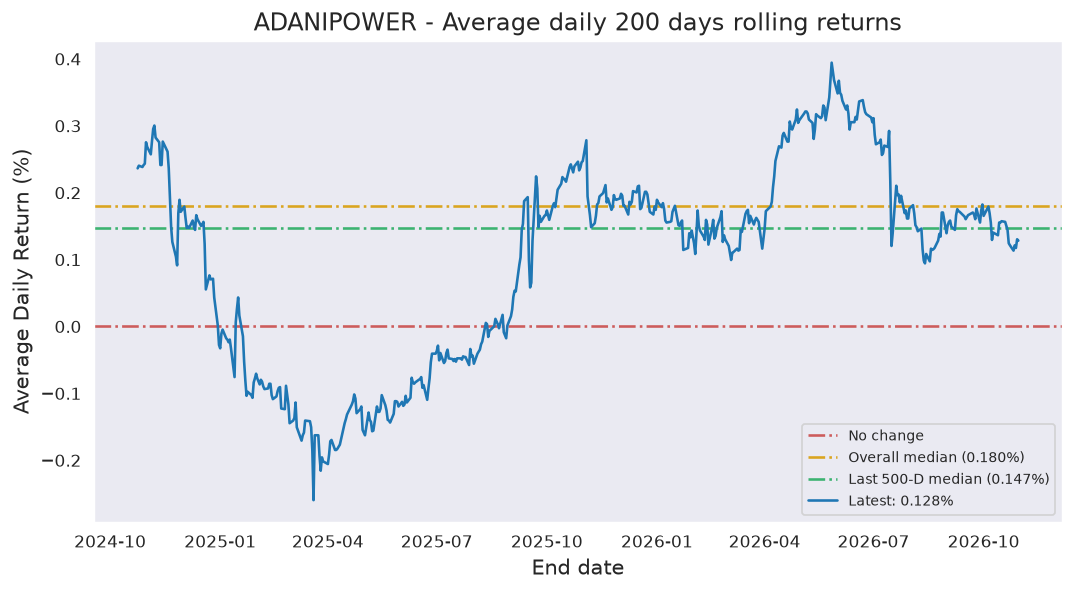 ADANIPOWER - Average daily 200 days rolling returns
Average Daily Return (%)
0.4
0.3
0.2
0.1
0.0
−0.1
−0.2
No change
Overall median (0.180%)
Last 500-D median (0.147%)
Latest: 0.128%
2024-10 2025-01 2025-04 2025-07 2025-10 2026-01 2026-04 2026-07 2026-10
End date